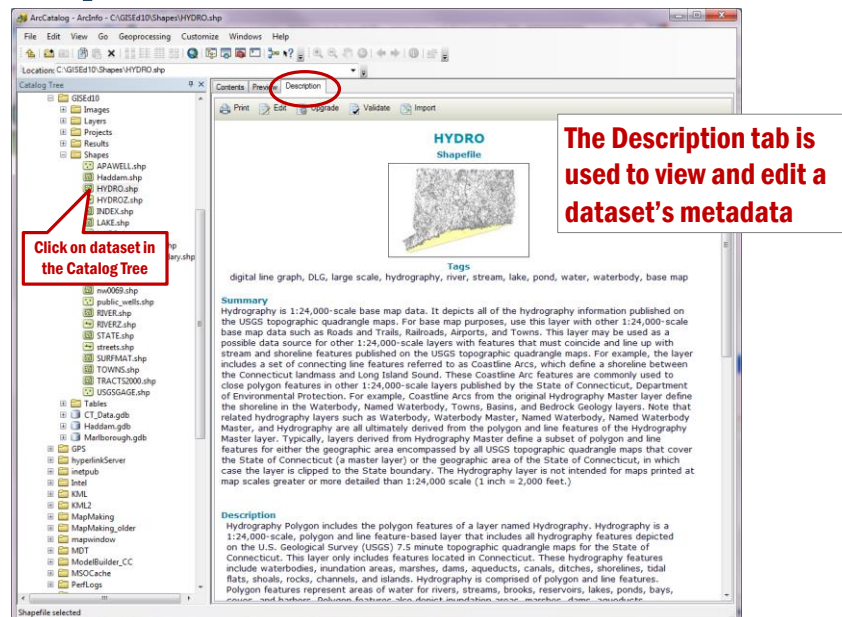 ArcCatalog - ArcInfo - C:\GISEd10\Shapes\HYDRO.shp
File Edit View Go Geoprocessing Customize Windows Help
Location: C:\GISEd10\Shapes\HYDRO.shp
Catalog Tree
GISEd10
Images
Layers
Projects
Results
Shapes
APAWELL.shp
Haddam.shp
HYDRO.shp
HYDROZ.shp
INDEX.shp
LAKE.shp
Click on dataset in
the Catalog Tree
nw0069.shp
public_wells.shp
RIVER.shp
RIVERZ.shp
STATE.shp
streets.shp
SURFMAT.shp
TOWNS.shp
TRACTS2000.shp
USGSGAGE.shp
Tables
CT_Data.gdb
Haddam.gdb
Marlborough.gdb
GPS
hyperlinkServer
inetpub
Intel
KML
KML2
MapMaking
MapMaking_older
mapwindow
MDT
ModelBuilder_CC
MSOCache
PerfLogs
Shapefile selected
Contents Preview Description
Print Edit Upgrade Validate Import
HYDRO
Shapefile
Tags
digital line graph, DLG, large scale, hydrography, river, stream, lake, pond, water, waterbody, base map
Summary
Hydrography is 1:24,000-scale base map data. It depicts all of the hydrography information published on
the USGS topographic quadrangle maps. For base map purposes, use this layer with other 1:24,000-scale
base map data such as Roads and Trails, Railroads, Airports, and Towns. This layer may be used as a
possible data source for other 1:24,000-scale layers with features that must coincide and line up with
stream and shoreline features published on the USGS topographic quadrangle maps. For example, the layer
includes a set of connecting line features referred to as Coastline Arcs, which define a shoreline between
the Connecticut landmass and Long Island Sound. These Coastline Arc features are commonly used to
close polygon features in other 1:24,000-scale layers published by the State of Connecticut, Department
of Environmental Protection. For example, Coastline Arcs from the original Hydrography Master layer define
the shoreline in the Waterbody, Named Waterbody, Towns, Basins, and Bedrock Geology layers. Note that
related hydrography layers such as Waterbody, Waterbody Master, Named Waterbody, Named Waterbody
Master, and Hydrography are all ultimately derived from the polygon and line features of the Hydrography
Master layer. Typically, layers derived from Hydrography Master define a subset of polygon and line
features for either the geographic area encompassed by all USGS topographic quadrangle maps that cover
the State of Connecticut (a master layer) or the geographic area of the State of Connecticut, in which
case the layer is clipped to the State boundary. The Hydrography layer is not intended for maps printed at
map scales greater or more detailed than 1:24,000 scale (1 inch = 2,000 feet.)
Description
Hydrography Polygon includes the polygon features of a layer named Hydrography. Hydrography is a
1:24,000-scale, polygon and line feature-based layer that includes all hydrography features depicted
on the U.S. Geological Survey (USGS) 7.5 minute topographic quadrangle maps for the State of
Connecticut. This layer only includes features located in Connecticut. These hydrography features
include waterbodies, inundation areas, marshes, dams, aqueducts, canals, ditches, shorelines, tidal
flats, shoals, rocks, channels, and islands. Hydrography is comprised of polygon and line features.
Polygon features represent areas of water for rivers, streams, brooks, reservoirs, lakes, ponds, bays,
coves, and harbors. Polygon features also depict inundation areas, marshes, dams, aqueducts
The Description tab is
used to view and edit a
dataset's metadata